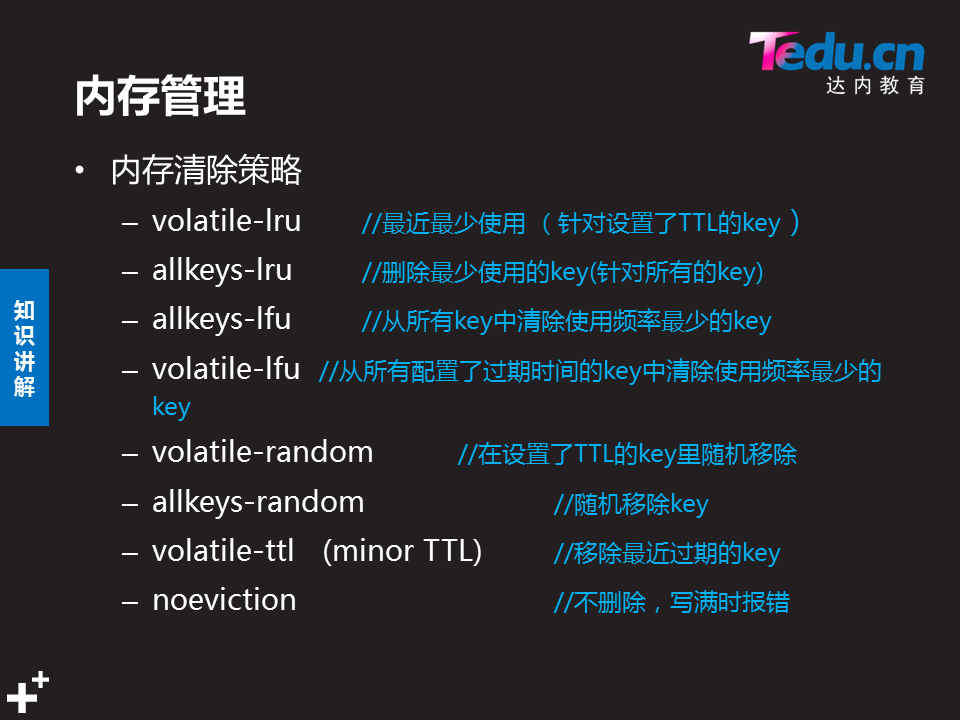 Tedu.cn
达内教育
内存管理
• 内存清除策略
– volatile-lru //最近最少使用 （针对设置了TTL的key ）
– allkeys-lru //删除最少使用的key(针对所有的key)
– allkeys-lfu //从所有key中清除使用频率最少的key
– volatile-lfu //从所有配置了过期时间的key中清除使用频率最少的
key
– volatile-random //在设置了TTL的key里随机移除
– allkeys-random //随机移除key
– volatile-ttl (minor TTL) //移除最近过期的key
– noeviction //不删除，写满时报错
知识讲解